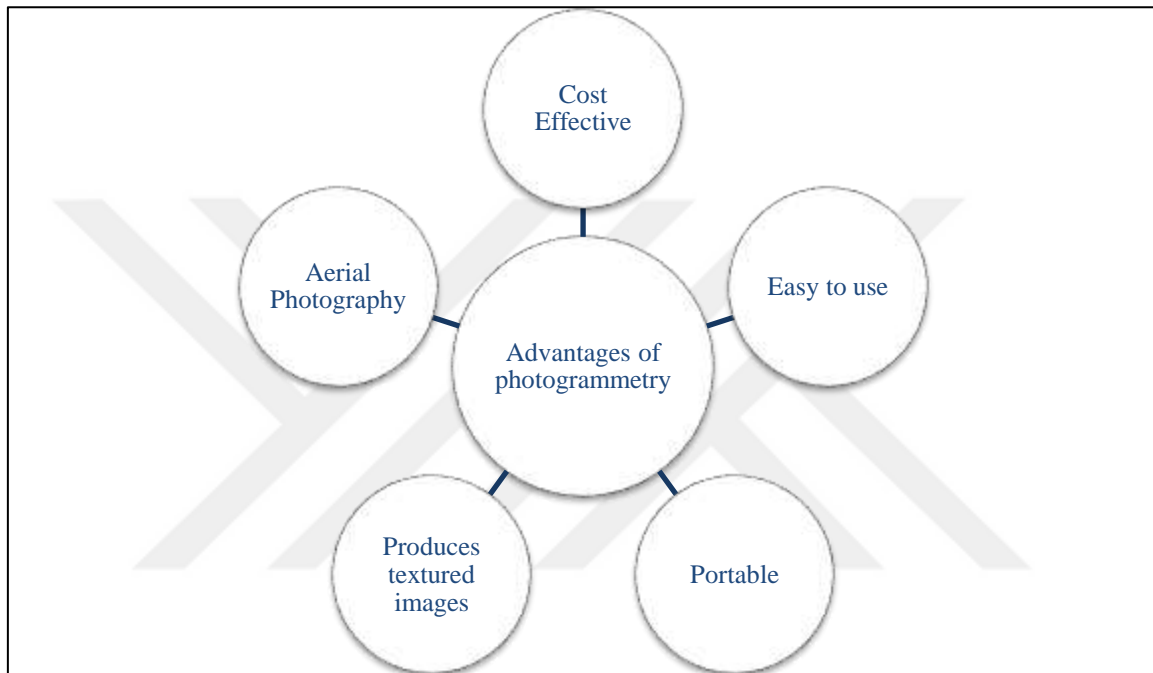 Cost
Effective
Aerial
Photography
Easy to use
Advantages of
photogrammetry
Produces
textured
images
Portable